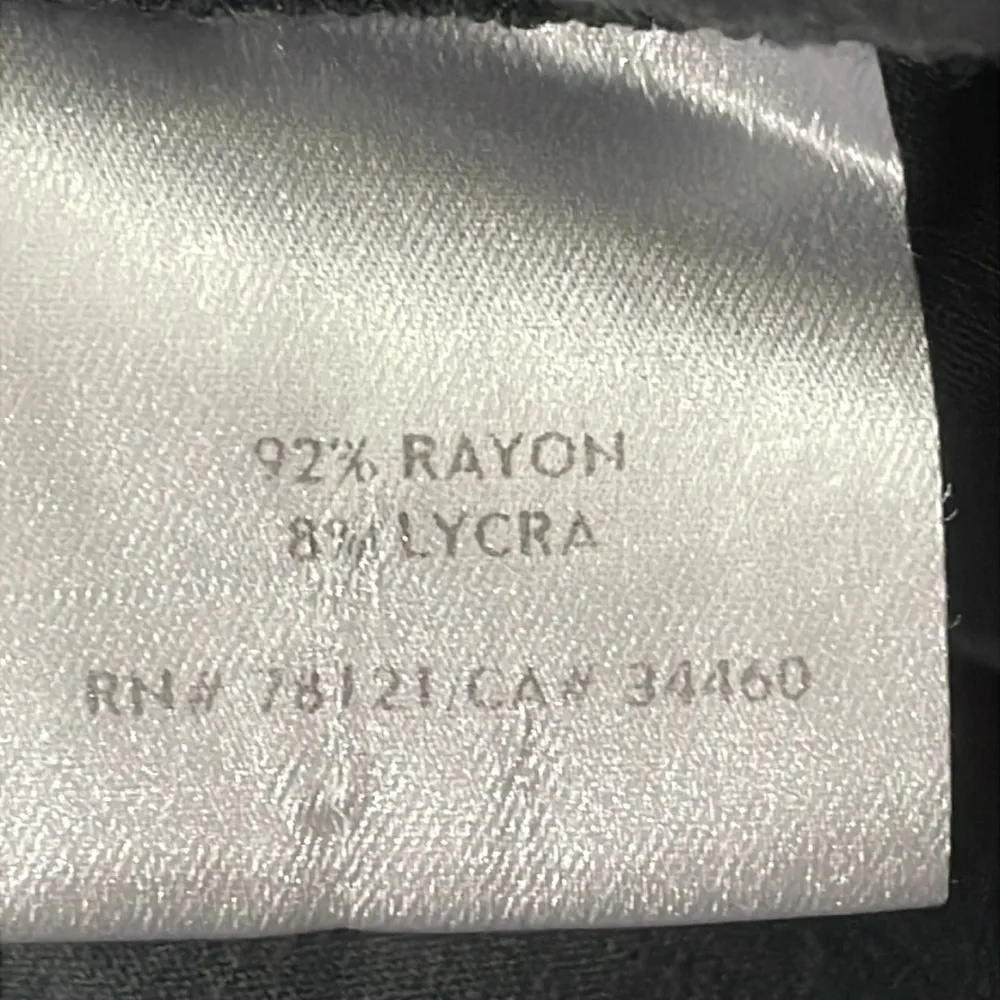 92% RAYON
8% LYCRA
RN# 78121/CA# 34460